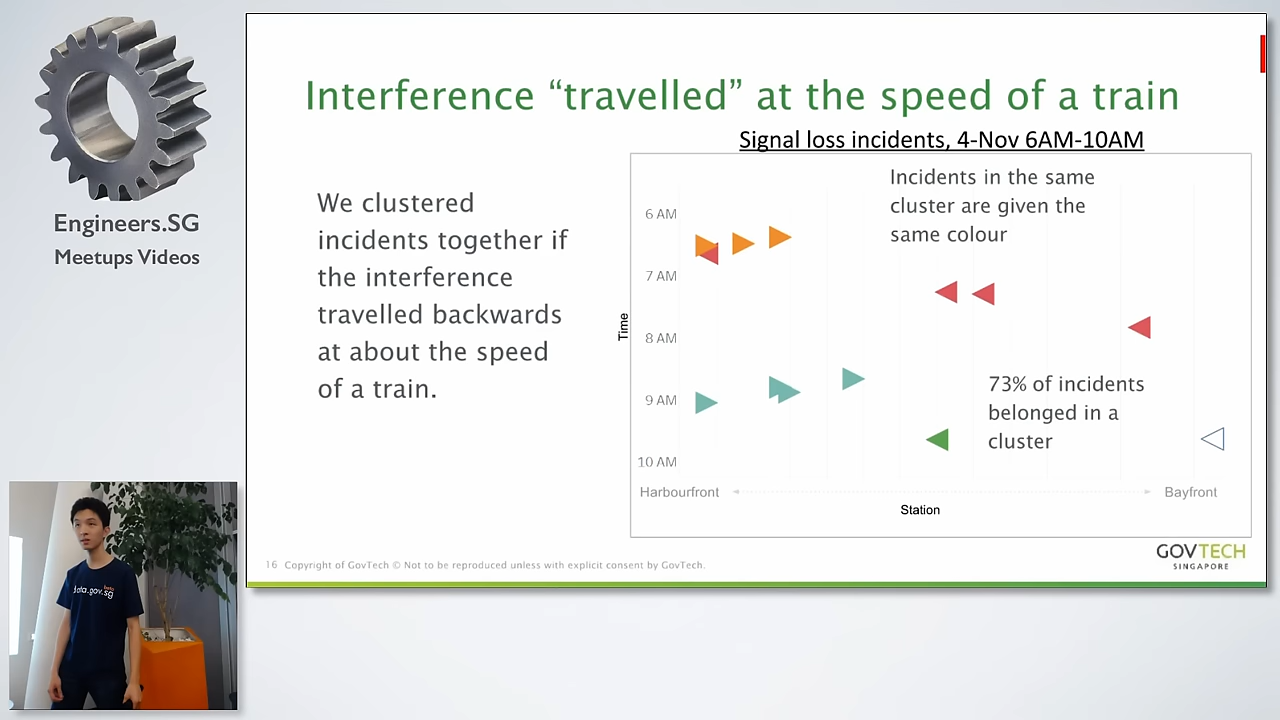 Engineers.SG
Meetups Videos
Interference “travelled” at the speed of a train
Signal loss incidents, 4-Nov 6AM-10AM
We clustered
incidents together if
the interference
travelled backwards
at about the speed
of a train.
Incidents in the same
cluster are given the
same colour
6 AM
7 AM
8 AM
9 AM
10 AM
Time
73% of incidents
belonged in a
cluster
Harbourfront
Bayfront
Station
16 Copyright of GovTech © Not to be reproduced unless with explicit consent by GovTech.
GOVTECH
SINGAPORE
beta
data.gov.sg